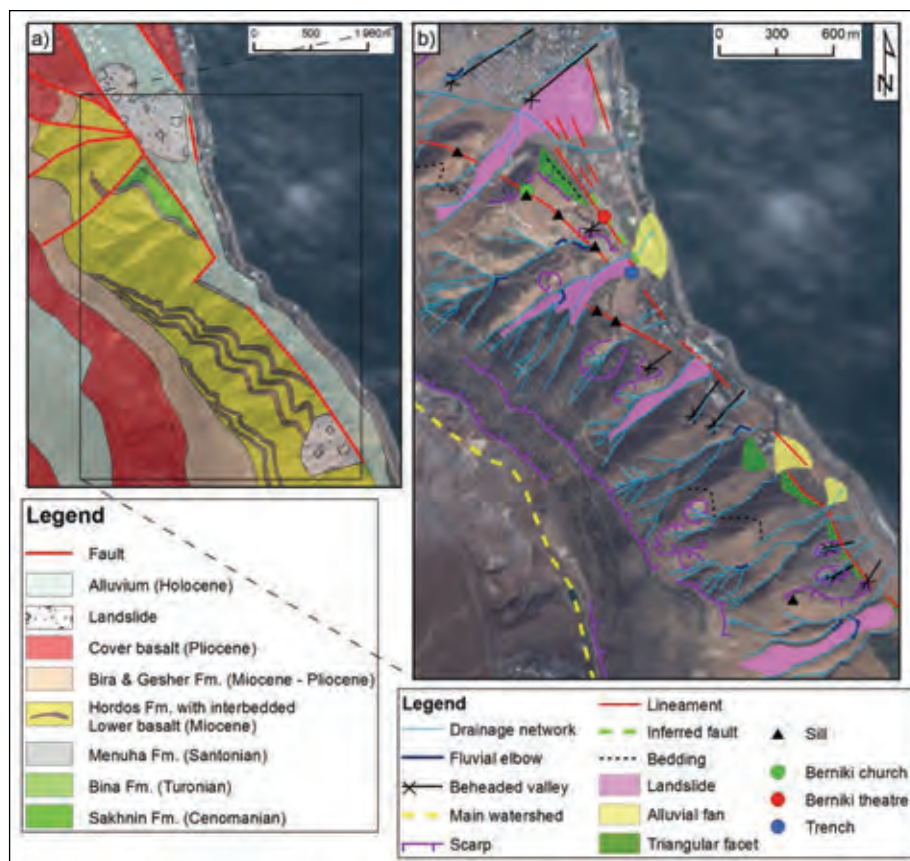 a)
0 500 1.000 m
b)
0 300 600 m
N
Legend
Fault
Alluvium (Holocene)
Landslide
Cover basalt (Pliocene)
Bira & Gesher Fm. (Miocene - Pliocene)
Hordos Fm. with interbedded
Lower basalt (Miocene)
Menuha Fm. (Santonian)
Bina Fm. (Turonian)
Sakhnin Fm. (Cenomanian)
Legend
Drainage network
Fluvial elbow
Beheaded valley
Main watershed
Scarp
Lineament
Inferred fault
Bedding
Landslide
Alluvial fan
Triangular facet
Sill
Berniki church
Berniki theatre
Trench